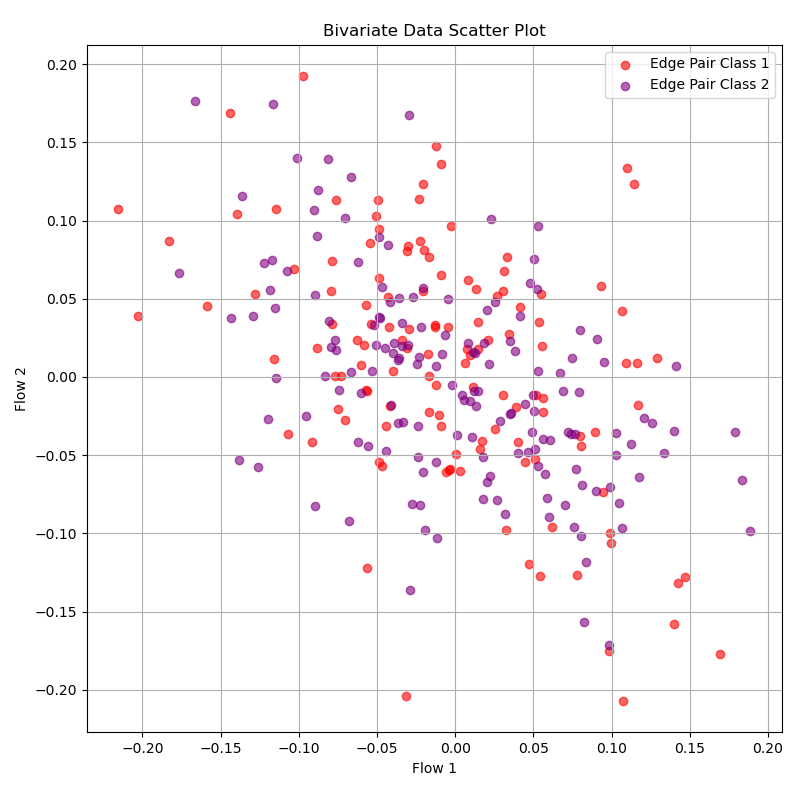 Bivariate Data Scatter Plot
Edge Pair Class 1
Edge Pair Class 2
Flow 2
0.20
0.15
0.10
0.05
0.00
−0.05
−0.10
−0.15
−0.20
−0.20 −0.15 −0.10 −0.05 0.00 0.05 0.10 0.15 0.20
Flow 1